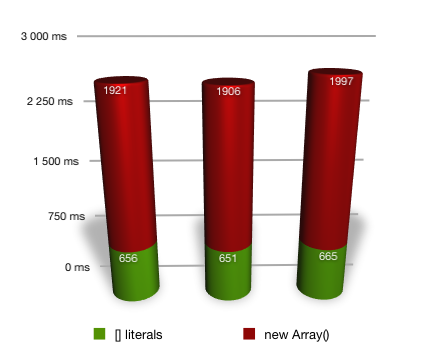 3 000 ms
1921
1906
1997
2 250 ms
1 500 ms
750 ms
656
651
665
0 ms
[] literals
new Array()